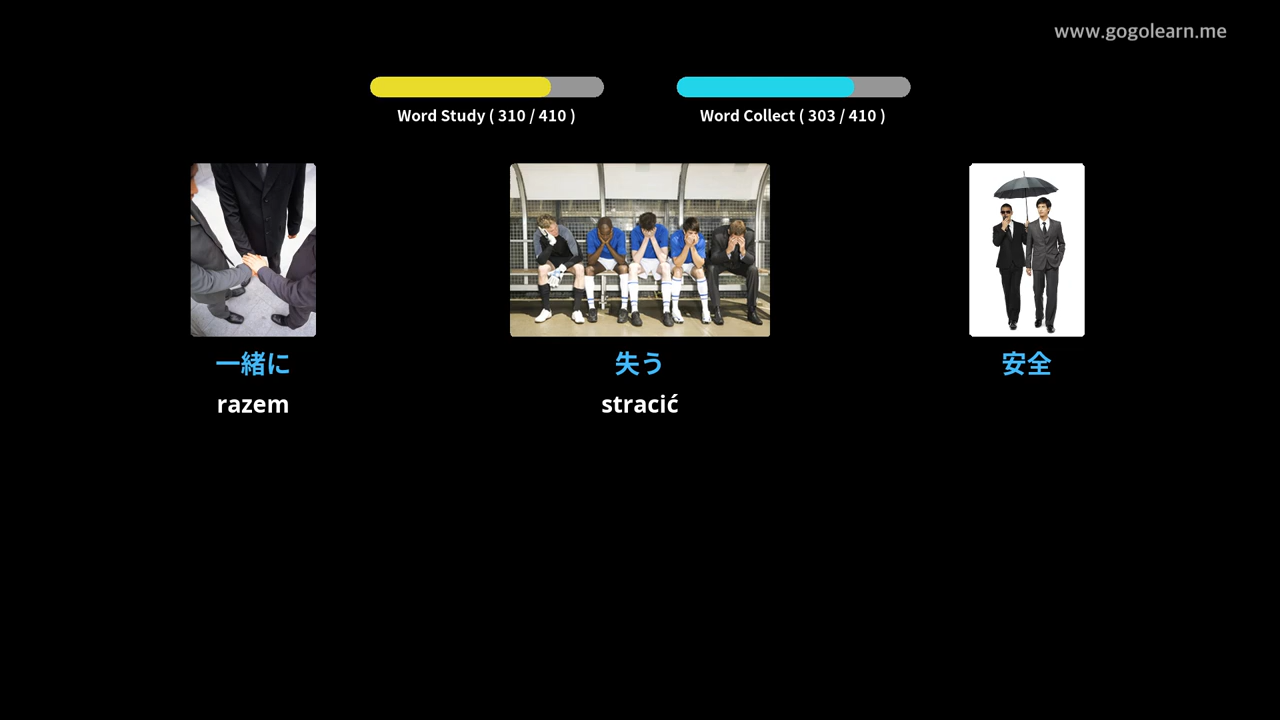 www.gogolearn.me
Word Study ( 310 / 410 )
Word Collect ( 303 / 410 )
一緒に
失う
安全
razem
stracić